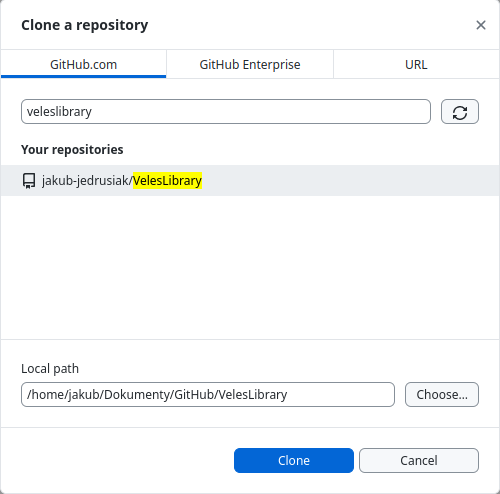 Clone a repository
GitHub.com
GitHub Enterprise
URL
veleslibrary
Your repositories
jakub-jedrusiak/VelesLibrary
Local path
/home/jakub/Dokumenty/GitHub/VelesLibrary
Choose...
Clone
Cancel